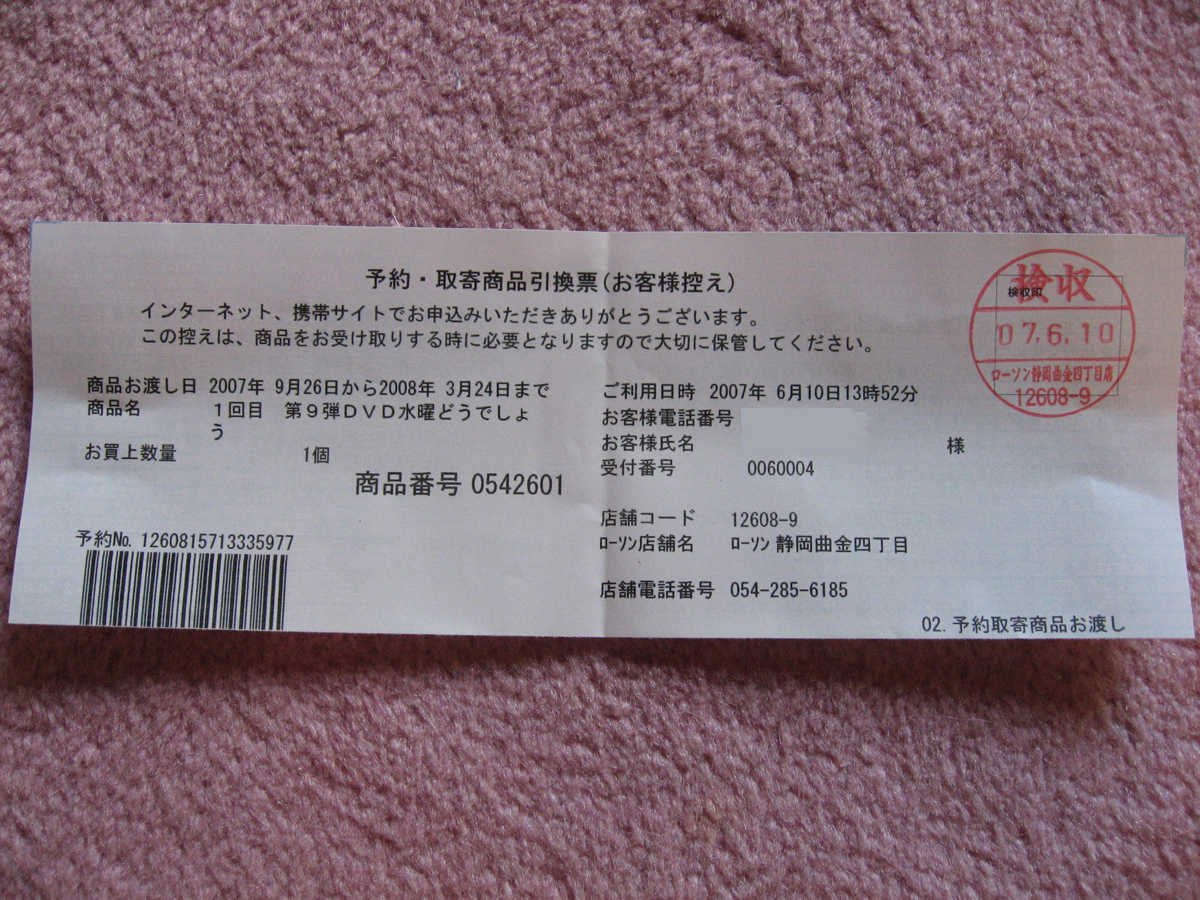 予約・取寄商品引換票(お客様控え)
インターネット、携帯サイトでお申込みいただきありがとうございます。
この控えは、商品をお受け取りする時に必要となりますので大切に保管してください。
検収
検収印
07.6.10
ローソン静岡曲金四丁目店
12608-9
商品お渡し日 2007年 9月26日から2008年 3月24日まで
商品名 1回目 第9弾DVD水曜どうでしょ
う
お買上数量 1個
商品番号 0542601
予約No. 1260815713335977
ご利用日時 2007年 6月10日13時52分
お客様電話番号
お客様氏名 様
受付番号 0060004
店舗コード 12608-9
ローソン店舗名 ローソン 静岡曲金四丁目
店舗電話番号 054-285-6185
02.予約取寄商品お渡し